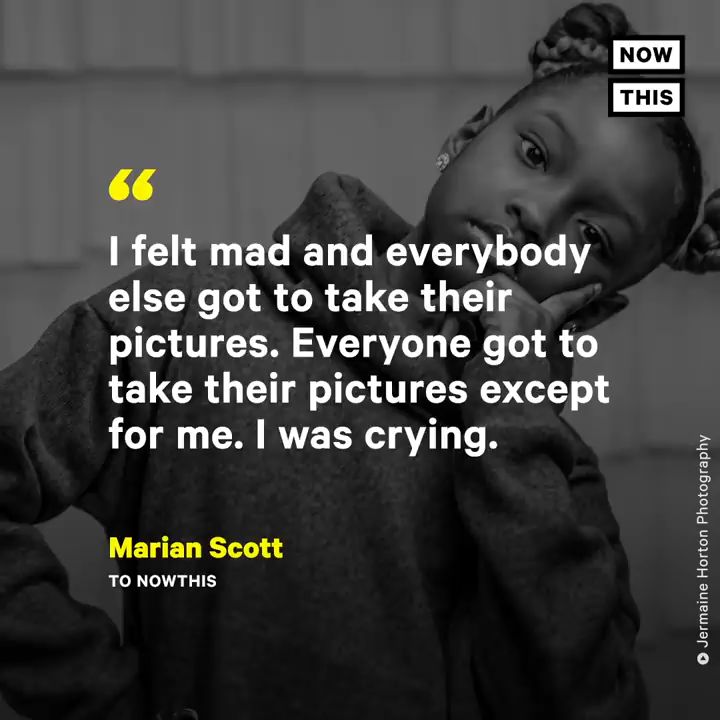 NOW
THIS
“
I felt mad and everybody
else got to take their
pictures. Everyone got to
take their pictures except
for me. I was crying.
Marian Scott
TO NOWTHIS
Jermaine Horton Photography